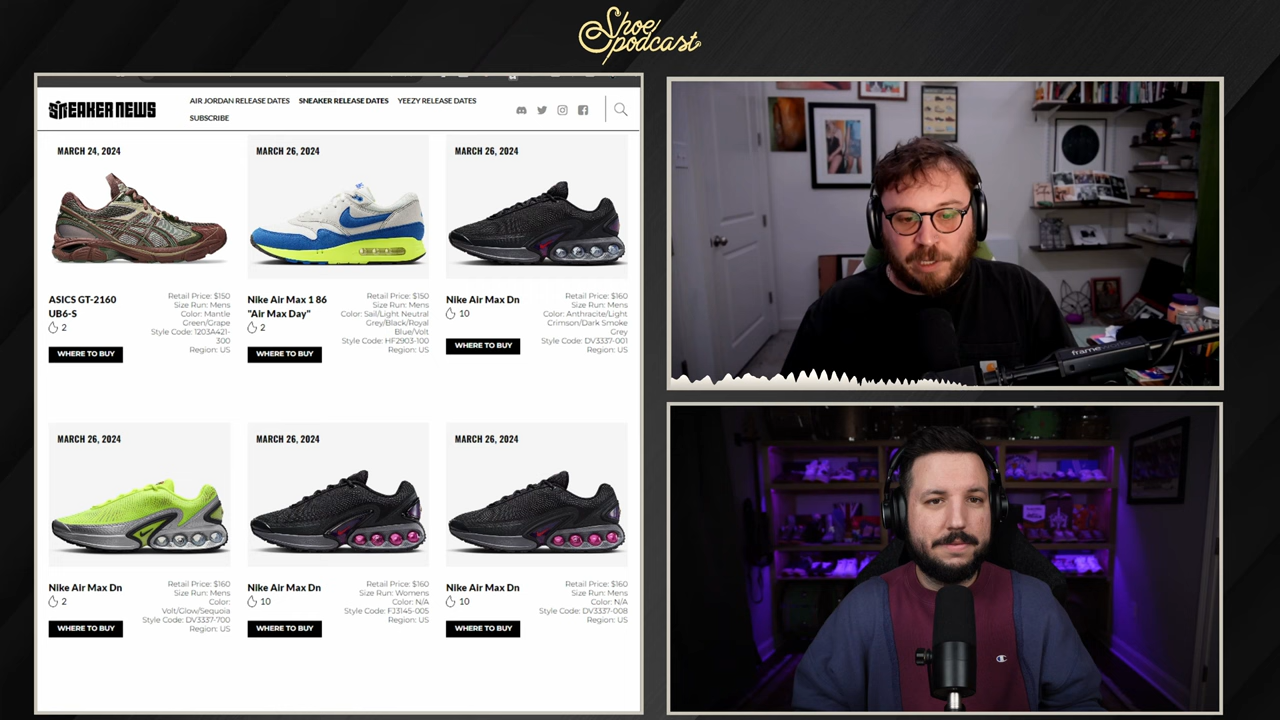 Shoe
podcast
SNEAKER NEWS
AIR JORDAN RELEASE DATES
SNEAKER RELEASE DATES
YEEZY RELEASE DATES
SUBSCRIBE
MARCH 24, 2024
ASICS GT-2160
UB6-S
2
Retail Price: $150
Size Run: Mens
Color: Mantle
Green/Grape
Style Code: 1203A421-
300
Region: US
WHERE TO BUY
MARCH 26, 2024
Nike Air Max 1 86
"Air Max Day"
2
Retail Price: $150
Size Run: Mens
Color: Sail/Light Neutral
Grey/Black/Royal
Blue/Volt
Style Code: HF2903-100
Region: US
WHERE TO BUY
MARCH 26, 2024
Nike Air Max Dn
10
Retail Price: $160
Size Run: Mens
Color: Anthracite/Light
Crimson/Dark Smoke
Grey
Style Code: DV3337-001
Region: US
WHERE TO BUY
MARCH 26, 2024
Nike Air Max Dn
2
Retail Price: $160
Size Run: Mens
Color:
Volt/Glow/Sequoia
Style Code: DV3337-700
Region: US
WHERE TO BUY
MARCH 26, 2024
Nike Air Max Dn
10
Retail Price: $160
Size Run: Womens
Color: N/A
Style Code: FJ3145-005
Region: US
WHERE TO BUY
MARCH 26, 2024
Nike Air Max Dn
10
Retail Price: $160
Size Run: Mens
Color: N/A
Style Code: DV3337-008
Region: US
WHERE TO BUY
frame